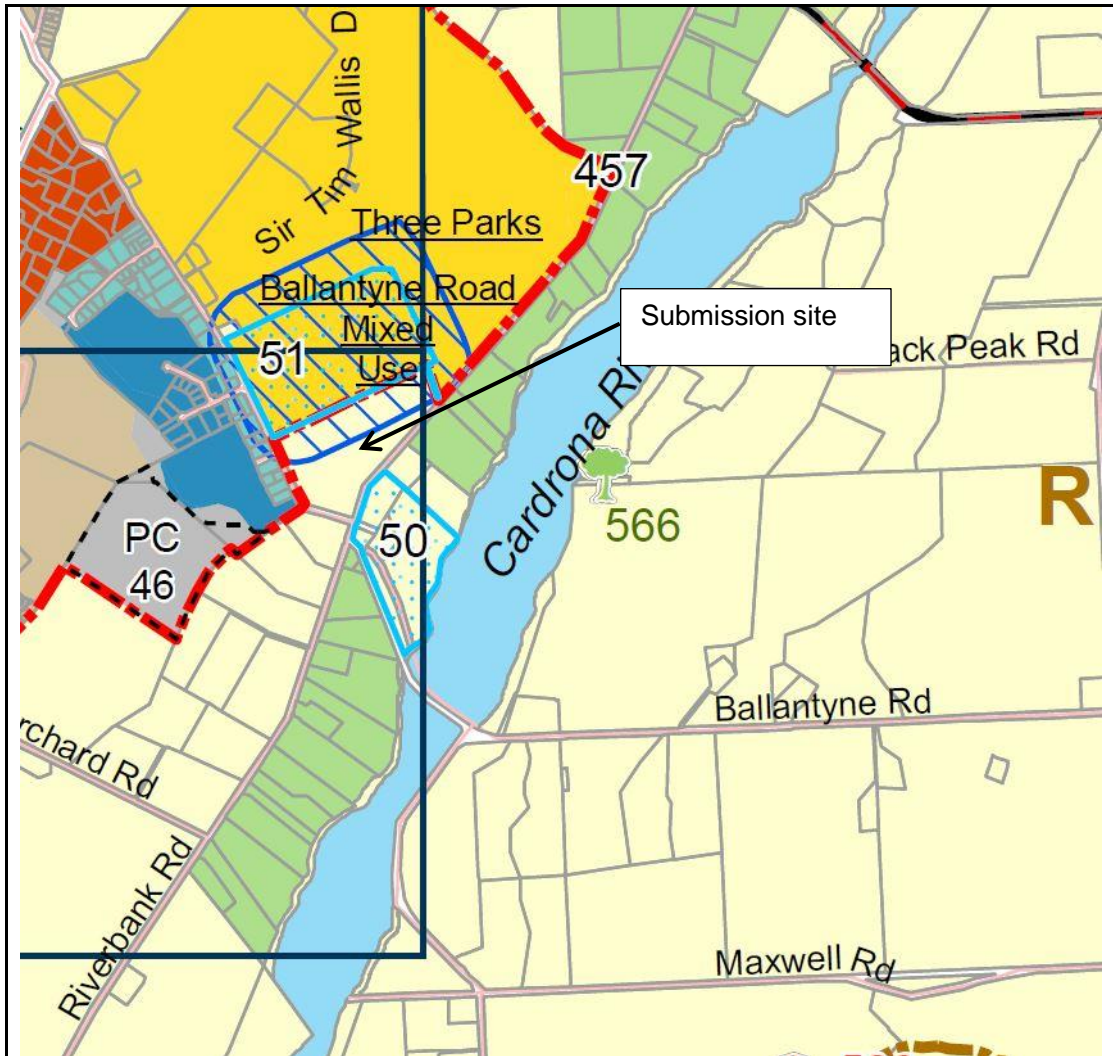 Sir Tim Wallis D
457
Three Parks
Ballantyne Road
Mixed
Use
51
Submission site
ack Peak Rd
Cardrona Ri
566
R
50
PC
46
Ballantyne Rd
rchard Rd
Riverbank Rd
Maxwell Rd